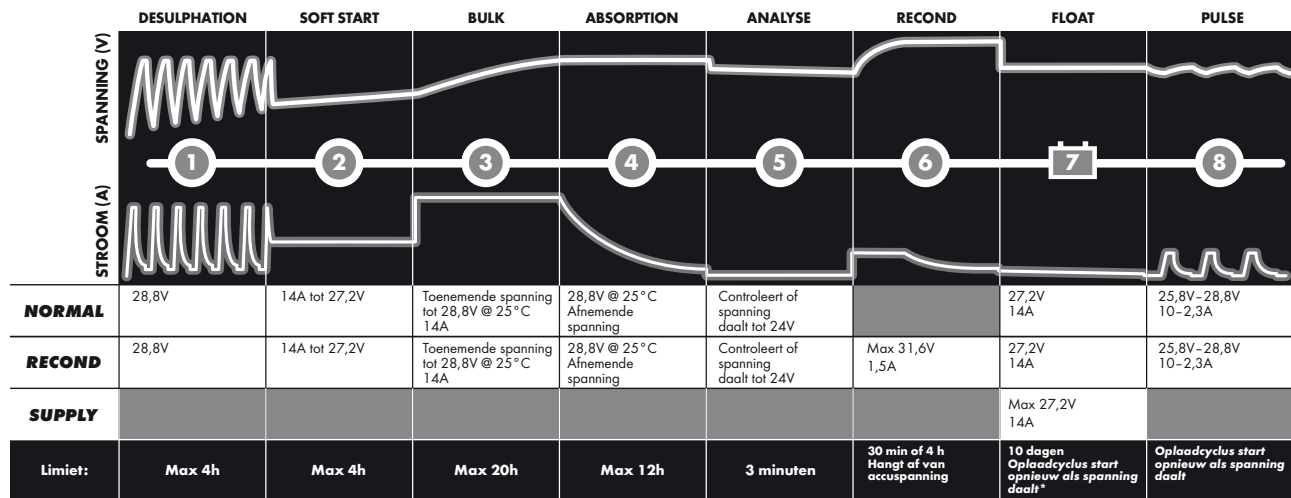 DESULPHATION SOFT START BULK ABSORPTION ANALYSE RECOND FLOAT PULSE
SPANNING (V)
1 2 3 4 5 6 7 8
STROOM (A)
NORMAL
28,8V
14A tot 27,2V
Toenemende spanning
tot 28,8V @ 25°C
14A
28,8V @ 25°C
Afnemende
spanning
Controleert of
spanning
daalt tot 24V
27,2V
14A
25,8V–28,8V
10–2,3A
RECOND
28,8V
14A tot 27,2V
Toenemende spanning
tot 28,8V @ 25°C
14A
28,8V @ 25°C
Afnemende
spanning
Controleert of
spanning
daalt tot 24V
Max 31,6V
1,5A
27,2V
14A
25,8V–28,8V
10–2,3A
SUPPLY
Max 27,2V
14A
Limiet:
Max 4h
Max 4h
Max 20h
Max 12h
3 minuten
30 min of 4 h
Hangt af van
accuspanning
10 dagen
Oplaadcyclus start
opnieuw als spanning
daalt*
Oplaadcyclus start
opnieuw als spanning
daalt